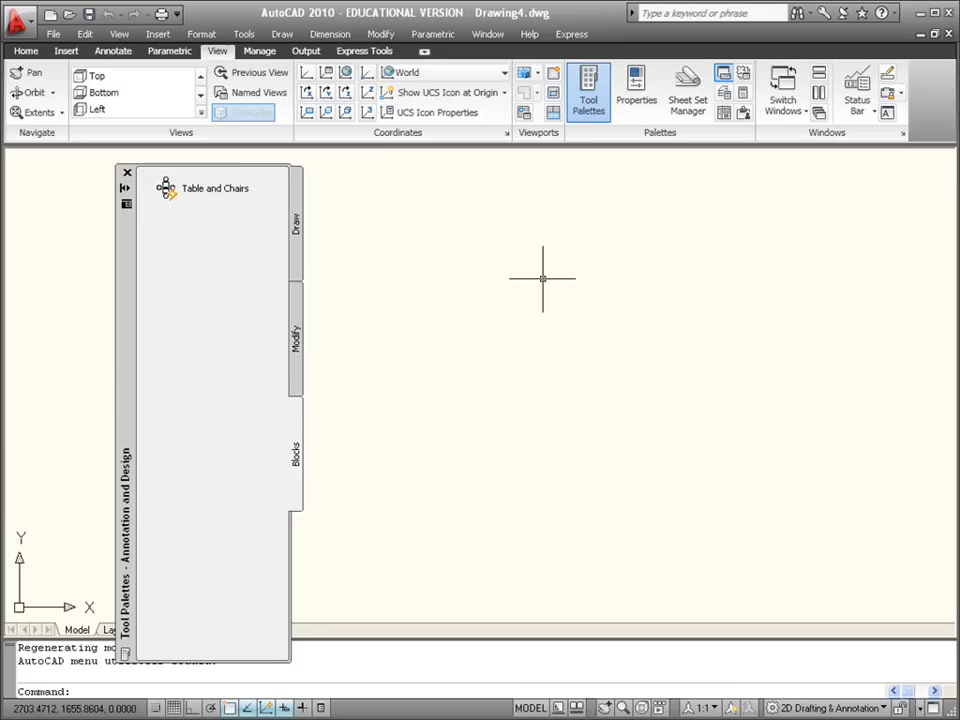 AutoCAD 2010 - EDUCATIONAL VERSION Drawing4.dwg
Type a keyword or phrase
File Edit View Insert Format Tools Draw Dimension Modify Parametric Window Help Express
Home Insert Annotate Parametric View Manage Output Express Tools
Pan
Orbit
Extents
Navigate
Top
Bottom
Left
Previous View
Named Views
Views
World
Show UCS Icon at Origin
UCS Icon Properties
Coordinates
Viewports
Tool
Palettes
Properties
Sheet Set
Manager
Palettes
Switch
Windows
Status
Bar
Windows
Table and Chairs
Draw
Modify
Blocks
Tool Palettes - Annotation and Design
Y
X
Model
Regenerating
AutoCAD menu
Command:
2703.4712, 1655.8604, 0.0000
MODEL
1:1
2D Drafting & Annotation